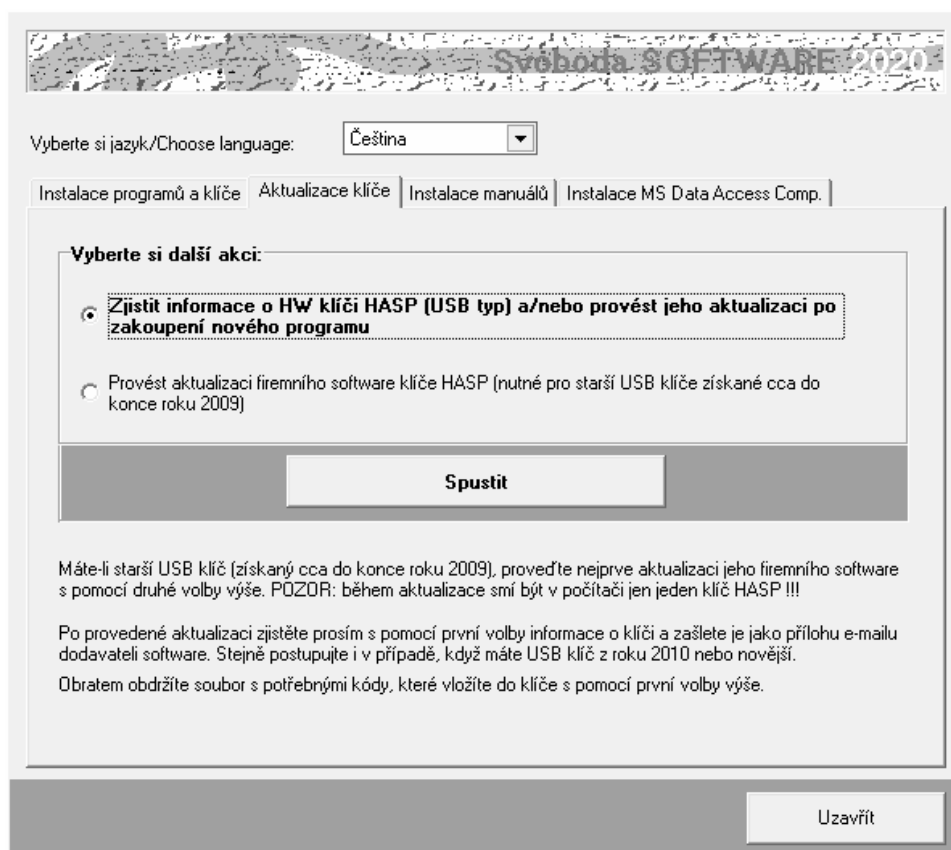 Svoboda SOFTWARE 2020
Vyberte si jazyk/Choose language:
Čeština
Instalace programů a klíče
Aktualizace klíče
Instalace manuálů
Instalace MS Data Access Comp.
Vyberte si další akci:
Zjistit informace o HW klíči HASP (USB typ) a/nebo provést jeho aktualizaci po
zakoupení nového programu
Provést aktualizaci firemního software klíče HASP (nutné pro starší USB klíče získané cca do
konce roku 2009)
Spustit
Máte-li starší USB klíč (získaný cca do konce roku 2009), proveďte nejprve aktualizaci jeho firemního software
s pomocí druhé volby výše. POZOR: během aktualizace smí být v počítači jen jeden klíč HASP !!!
Po provedené aktualizaci zjistěte prosím s pomocí první volby informace o klíči a zašlete je jako přílohu e-mailu
dodavateli software. Stejně postupujte i v případě, když máte USB klíč z roku 2010 nebo novější.
Obratem obdržíte soubor s potřebnými kódy, které vložíte do klíče s pomocí první volby výše.
Uzavřít